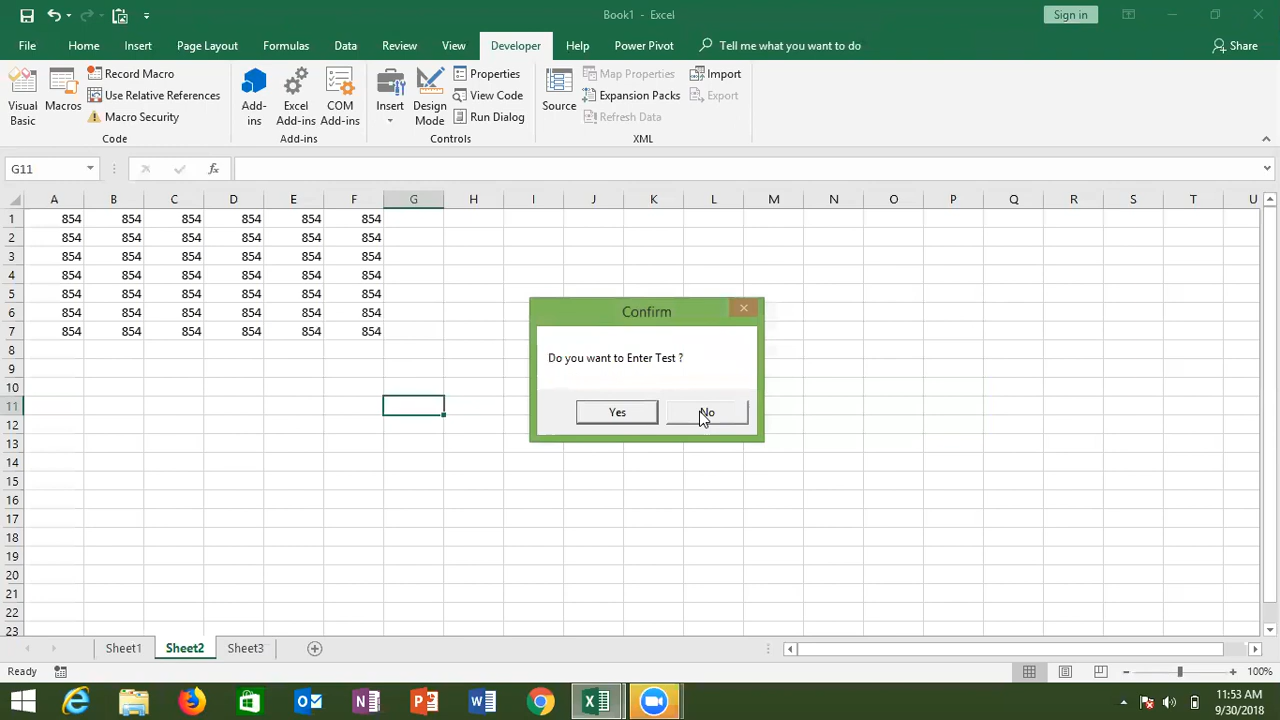 Book1 - Excel
Sign in
File Home Insert Page Layout Formulas Data Review View Developer Help Power Pivot Tell me what you want to do Share
Visual Basic
Macros
Record Macro
Use Relative References
Macro Security
Code
Add-ins
Excel Add-ins
COM Add-ins
Add-ins
Insert
Design Mode
Properties
View Code
Run Dialog
Controls
Source
Map Properties
Expansion Packs
Refresh Data
Import
Export
XML
G11
fx
A B C D E F G H I J K L M N O P Q R S T U
1 854 854 854 854 854 854
2 854 854 854 854 854 854
3 854 854 854 854 854 854
4 854 854 854 854 854 854
5 854 854 854 854 854 854
6 854 854 854 854 854 854
7 854 854 854 854 854 854
8
9
10
11
12
13
14
15
16
17
18
19
20
21
22
23
Confirm
Do you want to Enter Test ?
Yes No
Sheet1 Sheet2 Sheet3
Ready
100%
11:53 AM
9/30/2018